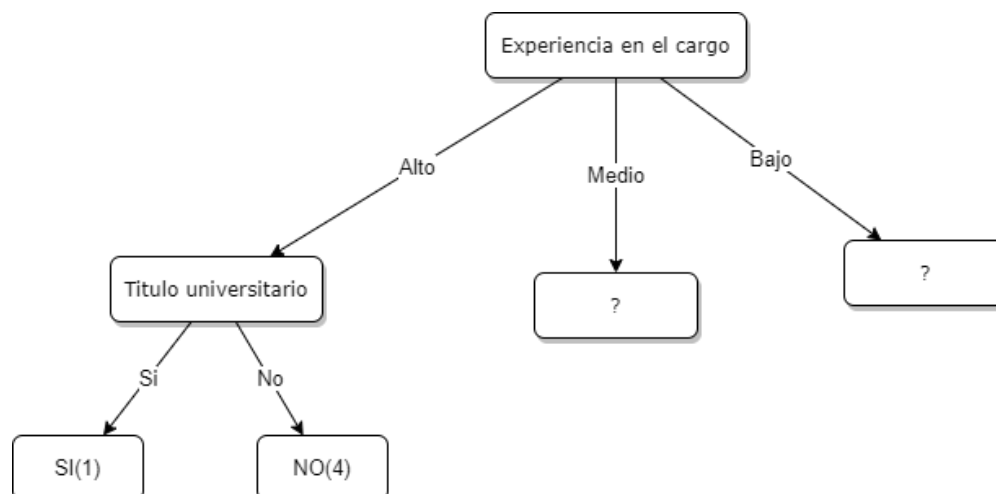 Experiencia en el cargo
Alto
Medio
Bajo
Titulo universitario
?
?
Si
No
SI(1)
NO(4)